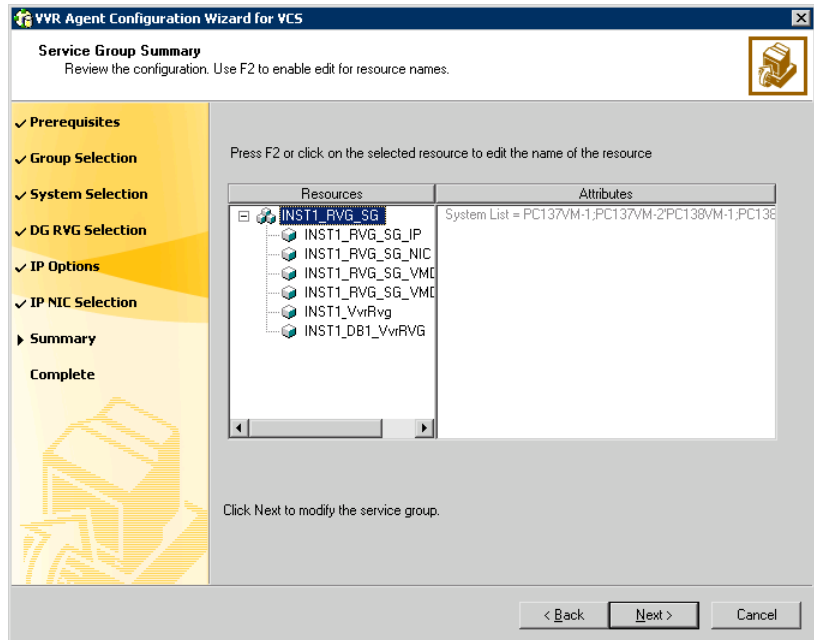 VVR Agent Configuration Wizard for VCS
Service Group Summary
Review the configuration. Use F2 to enable edit for resource names.
Prerequisites
Group Selection
System Selection
DG RVG Selection
IP Options
IP NIC Selection
Summary
Complete
Press F2 or click on the selected resource to edit the name of the resource
Resources
Attributes
INST1_RVG_SG
System List = PC137VM-1;PC137VM-2'PC138VM-1;PC138
INST1_RVG_SG_IP
INST1_RVG_SG_NIC
INST1_RVG_SG_VMD
INST1_RVG_SG_VMD
INST1_VvrRvg
INST1_DB1_VvrRVG
Click Next to modify the service group.
< Back
Next >
Cancel